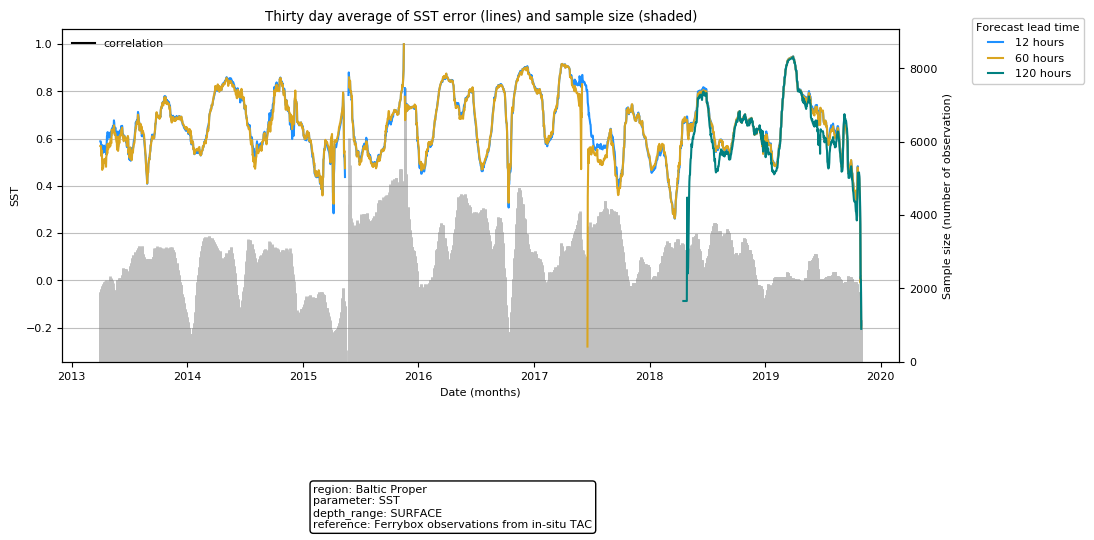 Thirty day average of SST error (lines) and sample size (shaded)
Forecast lead time
12 hours
60 hours
120 hours
correlation
1.0
0.8
0.6
0.4
0.2
0.0
−0.2
SST
8000
6000
4000
2000
0
Sample size (number of observation)
2013
2014
2015
2016
2017
2018
2019
2020
Date (months)
region: Baltic Proper
parameter: SST
depth_range: SURFACE
reference: Ferrybox observations from in-situ TAC